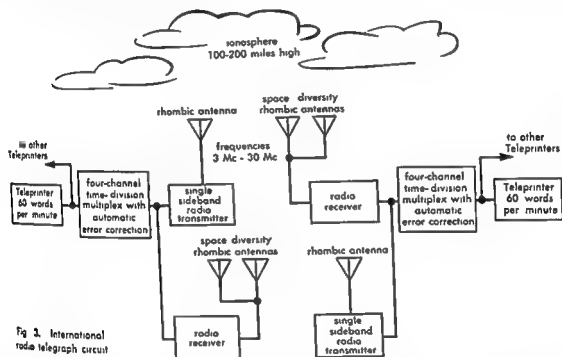 ionosphere
100-200 miles high
rhombic antenna
space diversity
rhombic antennas
frequencies
3 Mc - 30 Mc
other
Teleprinters
to other
Teleprinters
Teleprinter
60 words
per minute
four-channel
time-division
multiplex with
automatic
error correction
single
sideband
radio
transmitter
radio
receiver
four-channel
time-division
multiplex with
automatic
error correction
Teleprinter
60 words
per minute
space diversity
rhombic antennas
rhombic antenna
radio
receiver
single
sideband
radio
transmitter
Fig 3. International
radio telegraph circuit